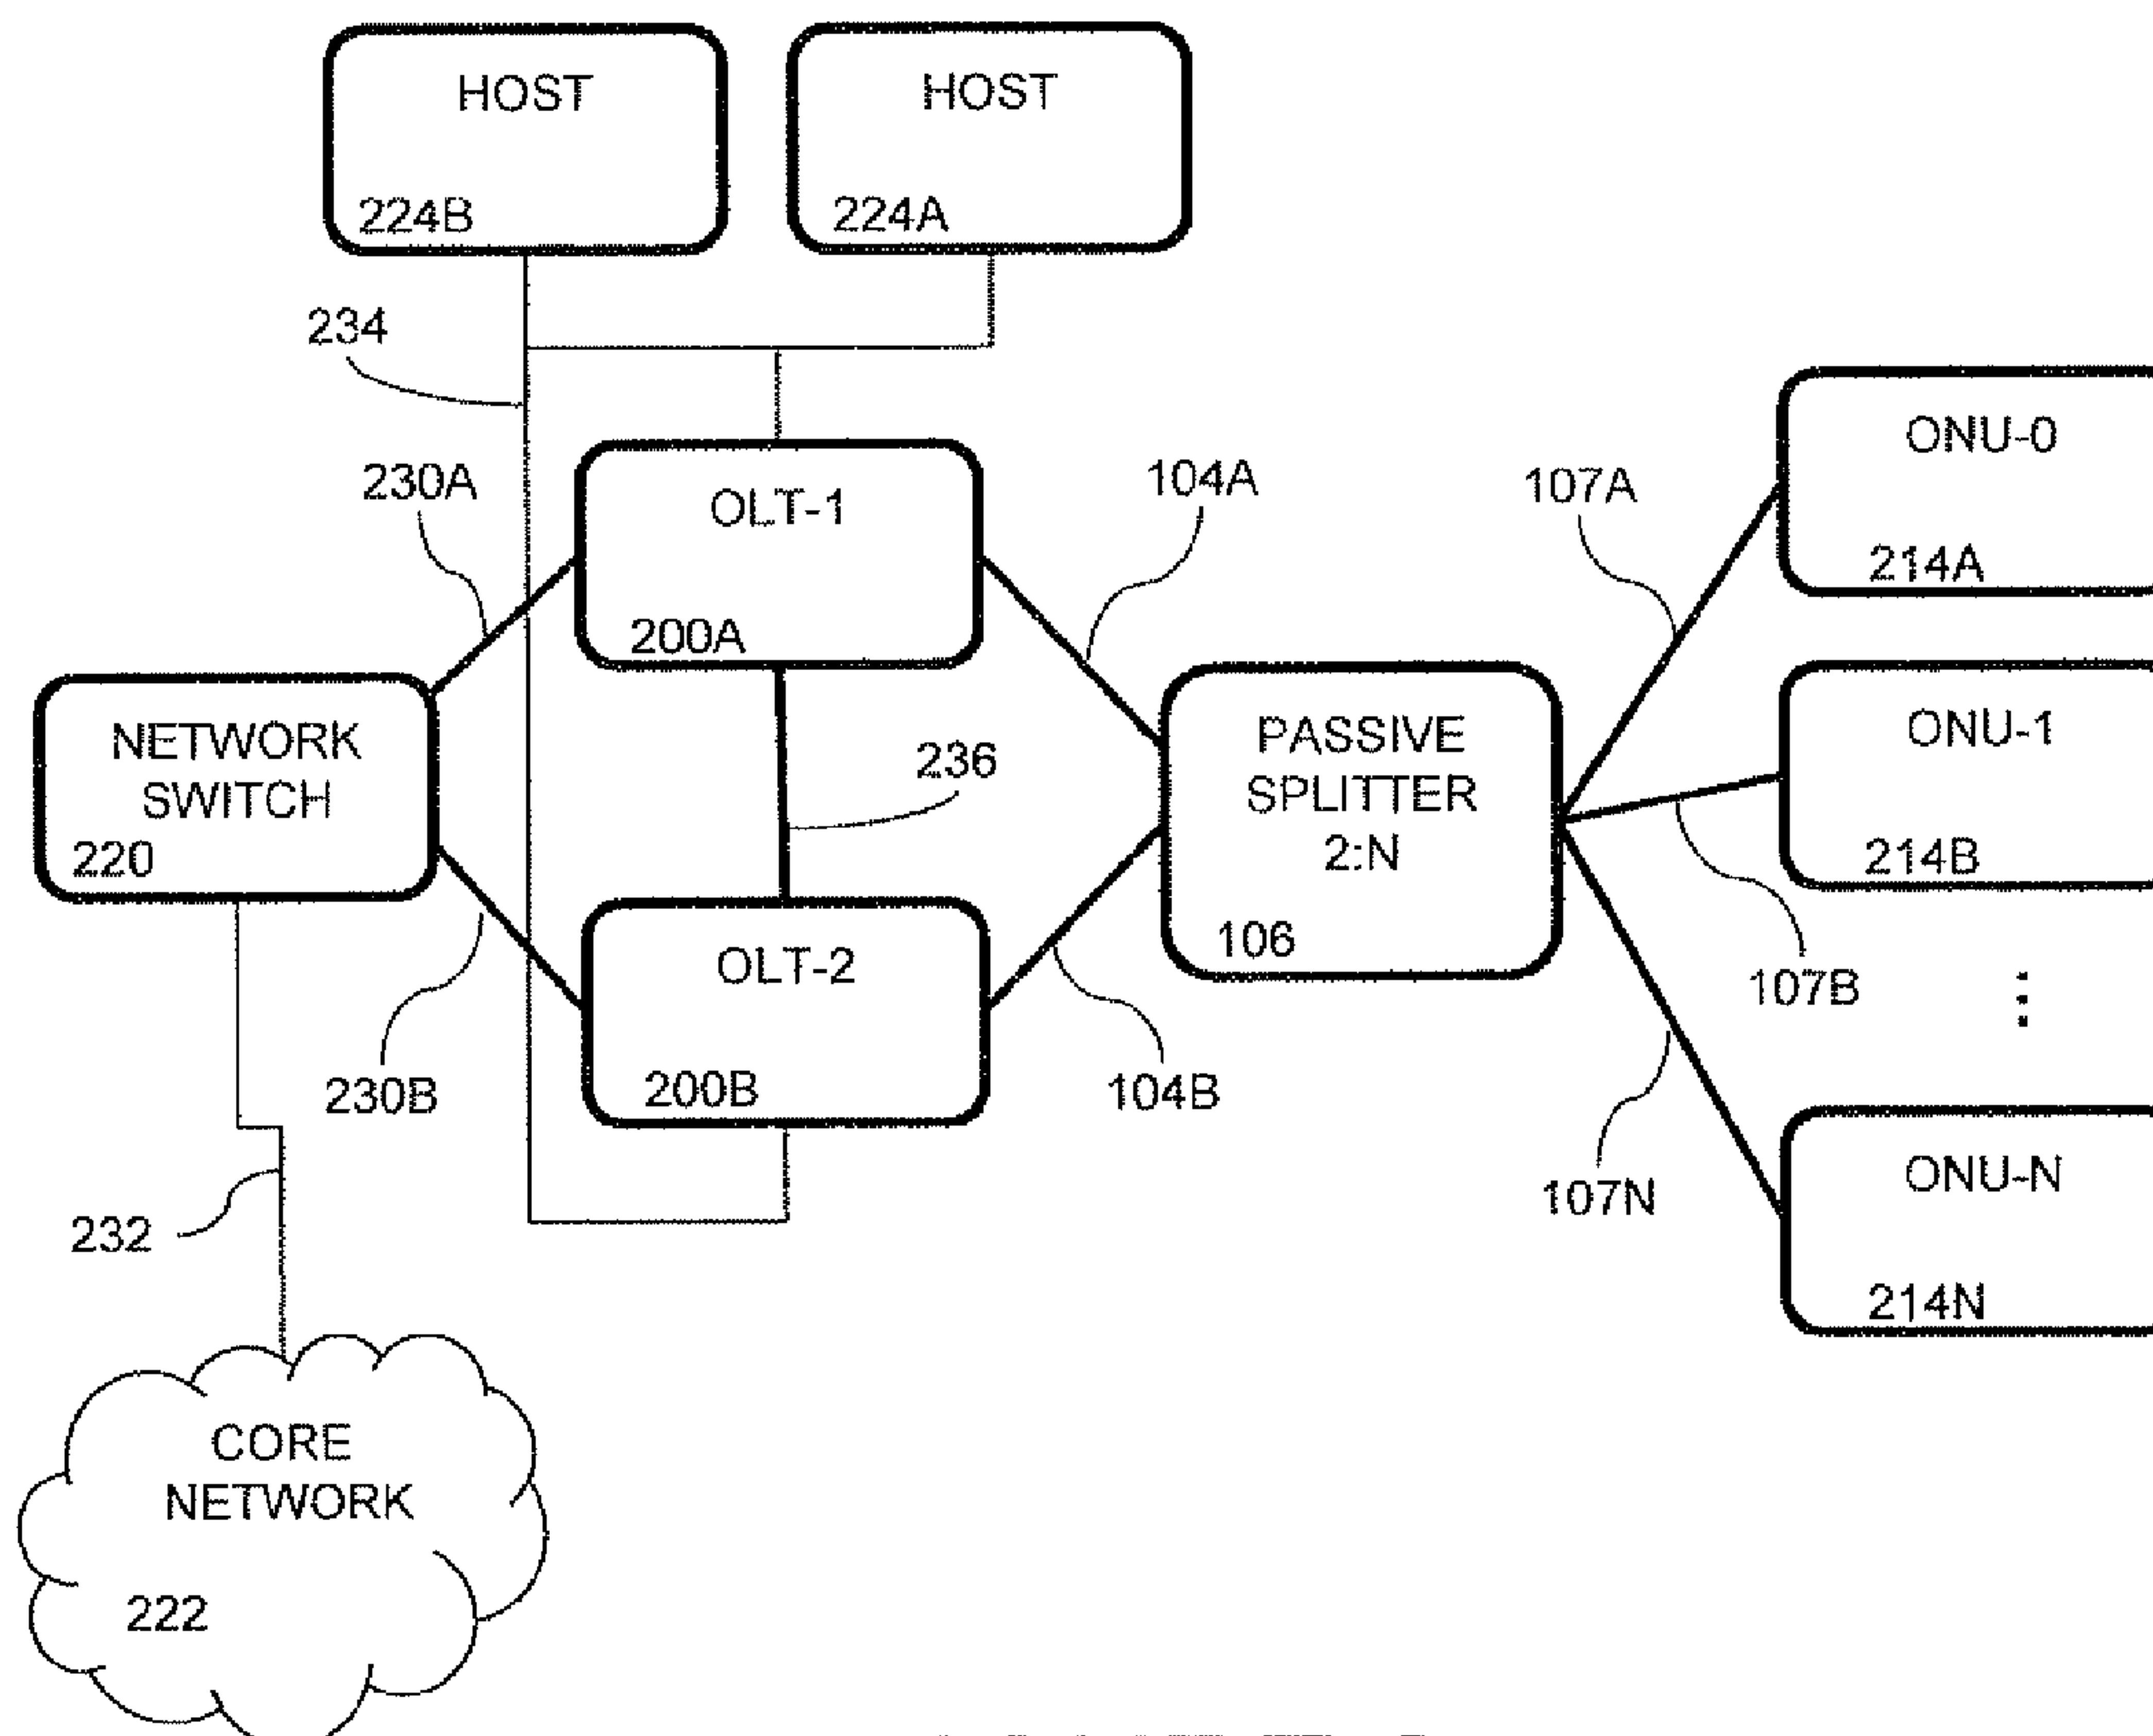 HOST
224B
HOST
224A
234
230A
OLT-1
200A
104A
107A
ONU-0
214A
NETWORK
SWITCH
220
236
PASSIVE
SPLITTER
2:N
106
ONU-1
214B
107B
230B
OLT-2
200B
104B
107N
ONU-N
214N
232
CORE
NETWORK
222